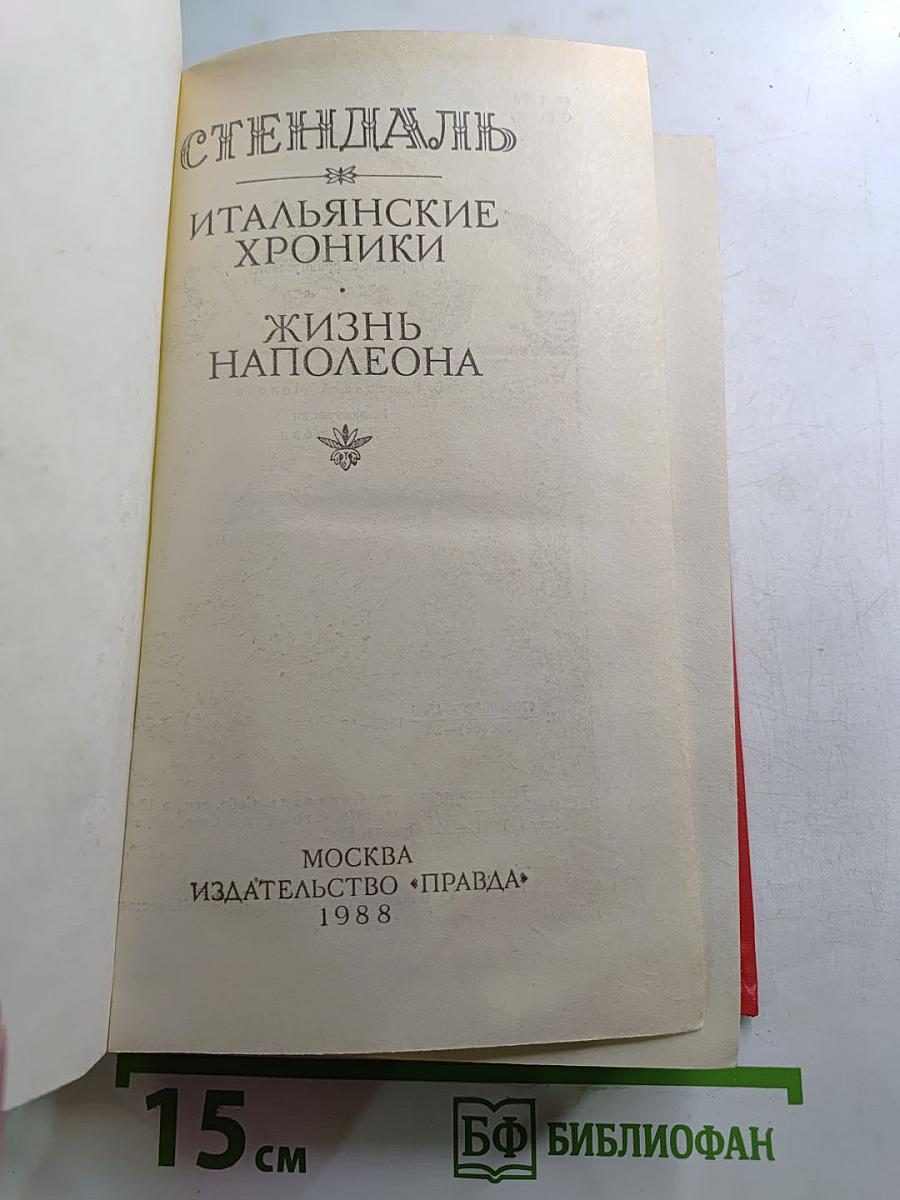 СТЕНДАЛЬ
ИТАЛЬЯНСКИЕ
ХРОНИКИ
ЖИЗНЬ
НАПОЛЕОНА
МОСКВА
ИЗДАТЕЛЬСТВО «ПРАВДА»
1988
15 см
БФ БИБЛИОФАН